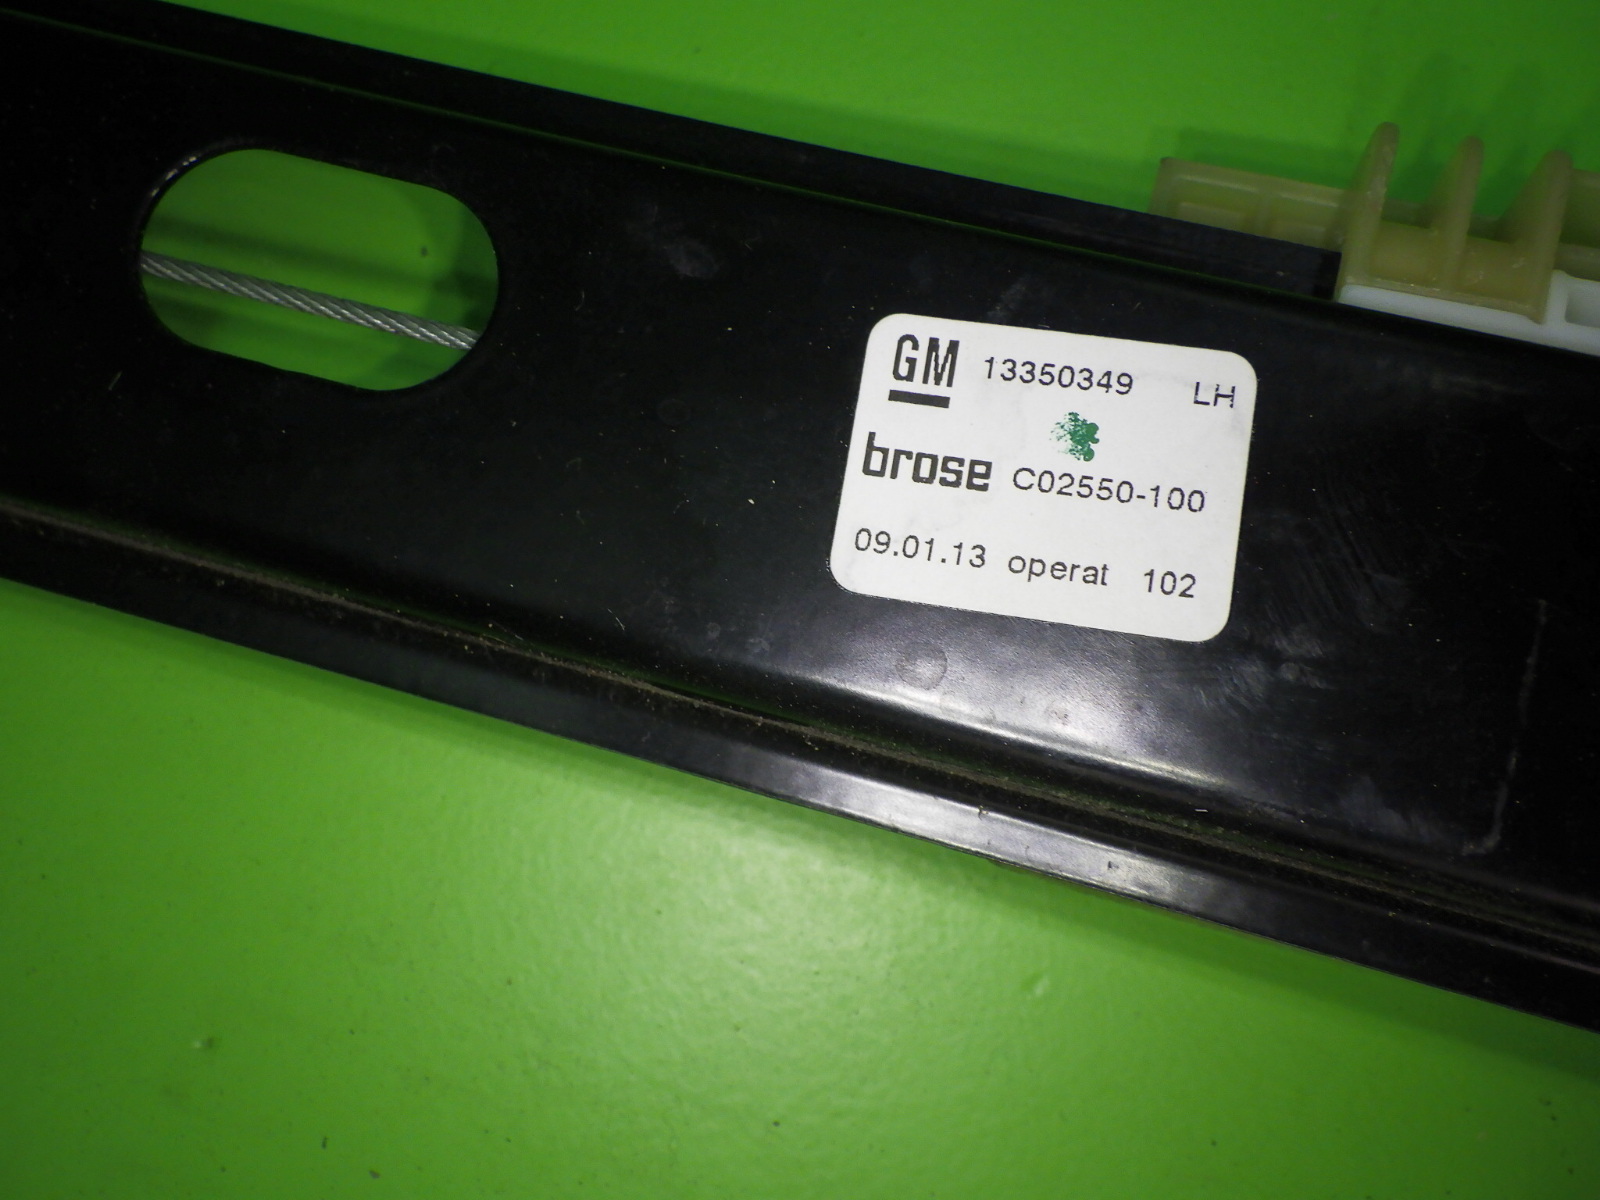 GM 13350349 LH
brose C02550-100
09.01.13 operat 102